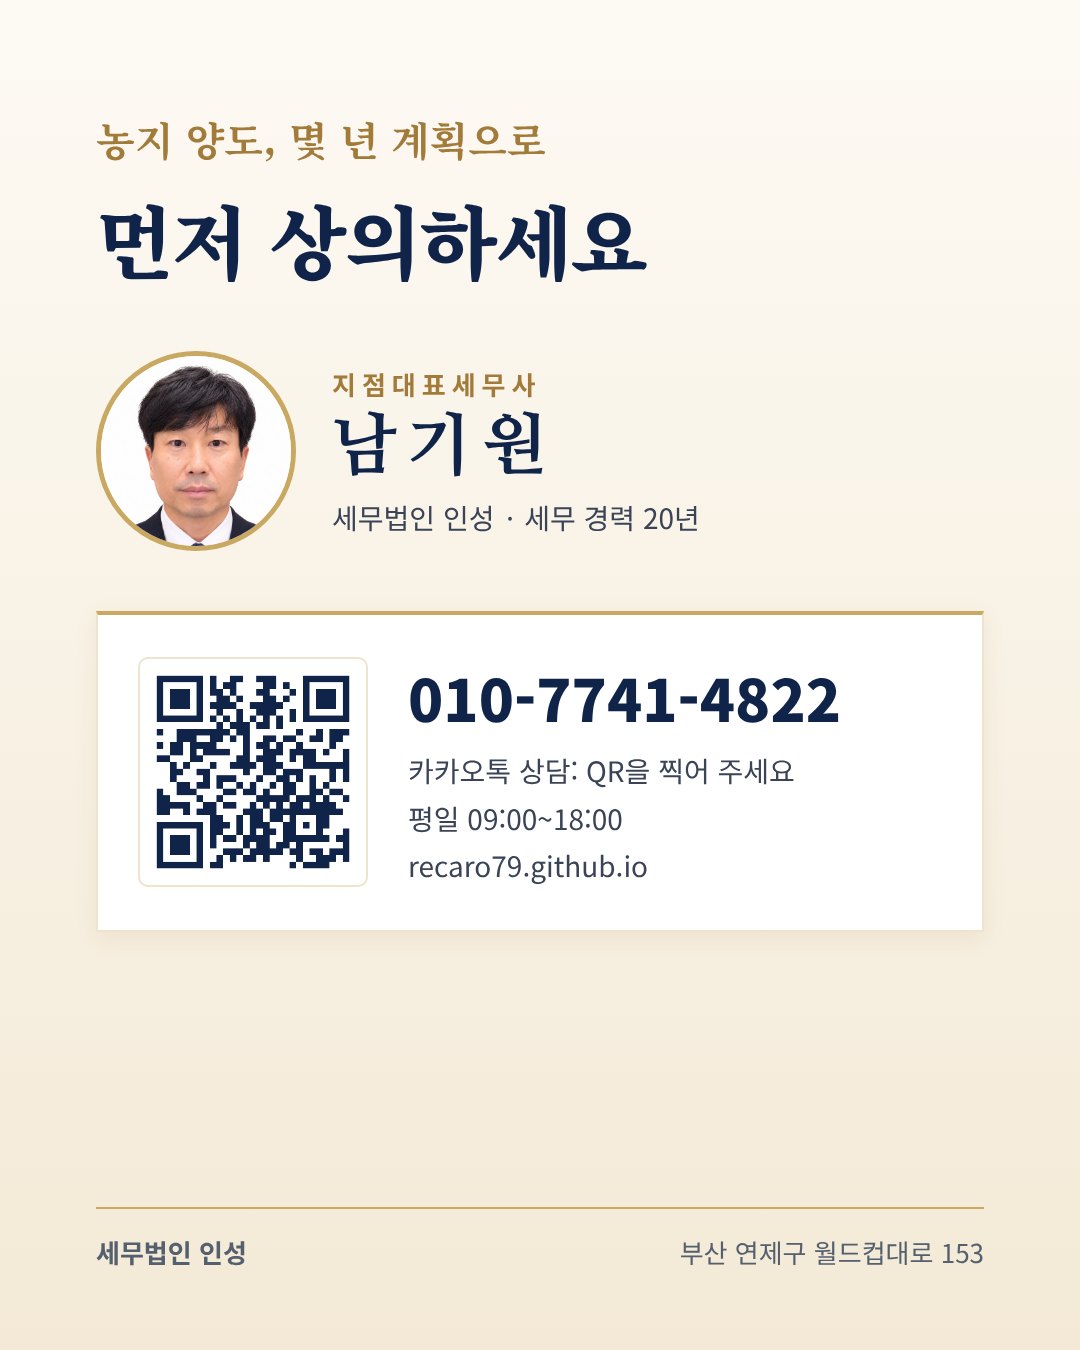 농지 양도, 몇 년 계획으로
먼저 상의하세요
지점대표세무사
남기원
세무법인 인성 · 세무 경력 20년
010-7741-4822
카카오톡 상담: QR을 찍어 주세요
평일 09:00~18:00
recaro79.github.io
세무법인 인성
부산 연제구 월드컵대로 153